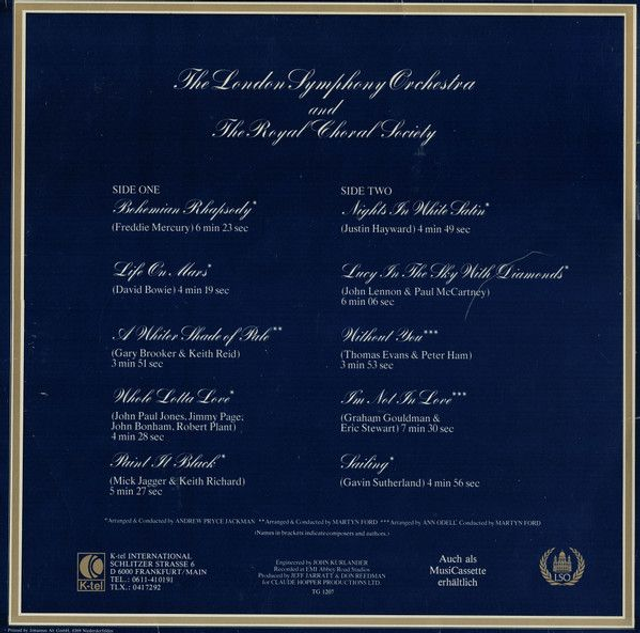 The London Symphony Orchestra
and
The Royal Choral Society
SIDE ONE
Bohemian Rhapsody*
(Freddie Mercury) 6 min 23 sec
Life On Mars*
(David Bowie) 4 min 19 sec
A Whiter Shade of Pale**
(Gary Brooker & Keith Reid)
3 min 51 sec
Whole Lotta Love*
(John Paul Jones, Jimmy Page,
John Bonham, Robert Plant)
4 min 28 sec
Paint It Black*
(Mick Jagger & Keith Richard)
5 min 27 sec
SIDE TWO
Nights In White Satin*
(Justin Hayward) 4 min 49 sec
Lucy In The Sky With Diamonds*
(John Lennon & Paul McCartney)
6 min 06 sec
Without You***
(Thomas Evans & Peter Ham)
3 min 53 sec
I'm Not In Love***
(Graham Gouldman &
Eric Stewart) 7 min 30 sec
Sailing*
(Gavin Sutherland) 4 min 56 sec
*Arranged & Conducted by ANDREW PRYCE JACKMAN **Arranged & Conducted by MARTYN FORD ***Arranged by ANN ODELL Conducted by MARTYN FORD
(Names in brackets indicate composers and authors.)
K-tel
K-tel INTERNATIONAL
SCHLITZER STRASSE 6
D 6000 FRANKFURT/MAIN
TEL.: 0611-410191
TLX.: 0417292
Engineered by JOHN KURLANDER
Recorded at EMI Abbey Road Studios
Produced by JEFF JARRATT & DON REEDMAN
for CLAUDE HOPPER PRODUCTIONS LTD.
TG 1207
Auch als
MusiCassette
erhältlich
LSO
Printed by Johannes Alt GmbH,